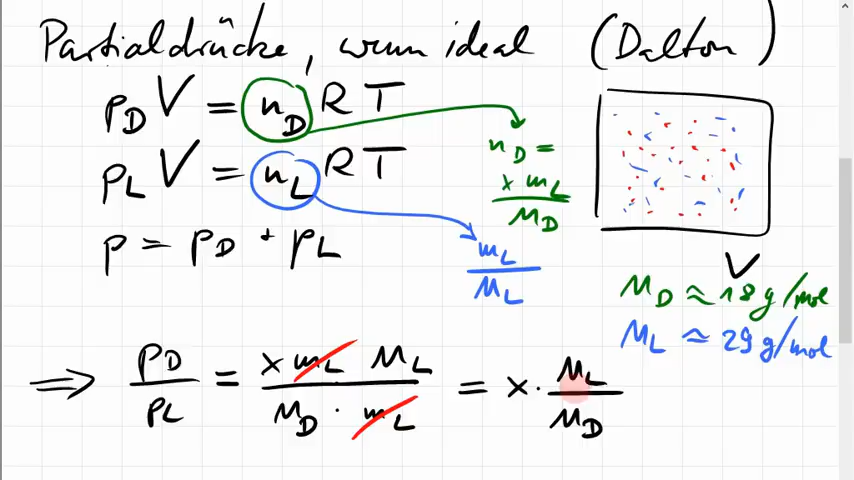 Partialdrücke, wenn ideal (Dalton)
p_D V = n_D R T
p_L V = n_L R T
p = p_D + p_L
n_D =
x m_L
M_D
m_L
M_L
V
M_D ≈ 18 g/mol
M_L ≈ 29 g/mol
⇒ p_D / p_L = x m_L M_L / M_D · m_L = x · M_L / M_D